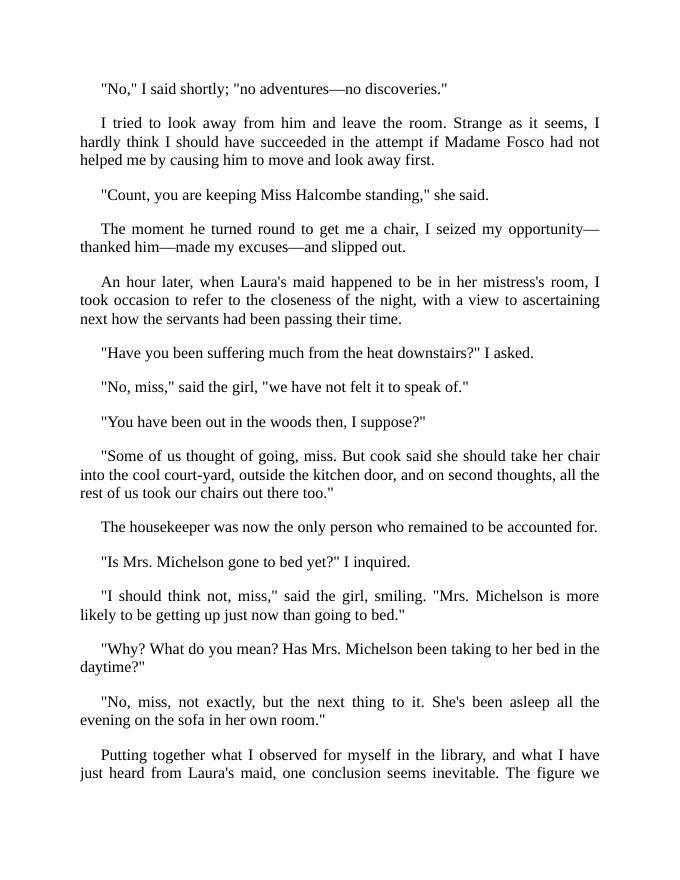 "No," I said shortly; "no adventures—no discoveries."
I tried to look away from him and leave the room. Strange as it seems, I
hardly think I should have succeeded in the attempt if Madame Fosco had not
helped me by causing him to move and look away first.
"Count, you are keeping Miss Halcombe standing," she said.
The moment he turned round to get me a chair, I seized my opportunity—
thanked him—made my excuses—and slipped out.
An hour later, when Laura's maid happened to be in her mistress's room, I
took occasion to refer to the closeness of the night, with a view to ascertaining
next how the servants had been passing their time.
"Have you been suffering much from the heat downstairs?" I asked.
"No, miss," said the girl, "we have not felt it to speak of."
"You have been out in the woods then, I suppose?"
"Some of us thought of going, miss. But cook said she should take her chair
into the cool court-yard, outside the kitchen door, and on second thoughts, all the
rest of us took our chairs out there too."
The housekeeper was now the only person who remained to be accounted for.
"Is Mrs. Michelson gone to bed yet?" I inquired.
"I should think not, miss," said the girl, smiling. "Mrs. Michelson is more
likely to be getting up just now than going to bed."
"Why? What do you mean? Has Mrs. Michelson been taking to her bed in the
daytime?"
"No, miss, not exactly, but the next thing to it. She's been asleep all the
evening on the sofa in her own room."
Putting together what I observed for myself in the library, and what I have
just heard from Laura's maid, one conclusion seems inevitable. The figure we